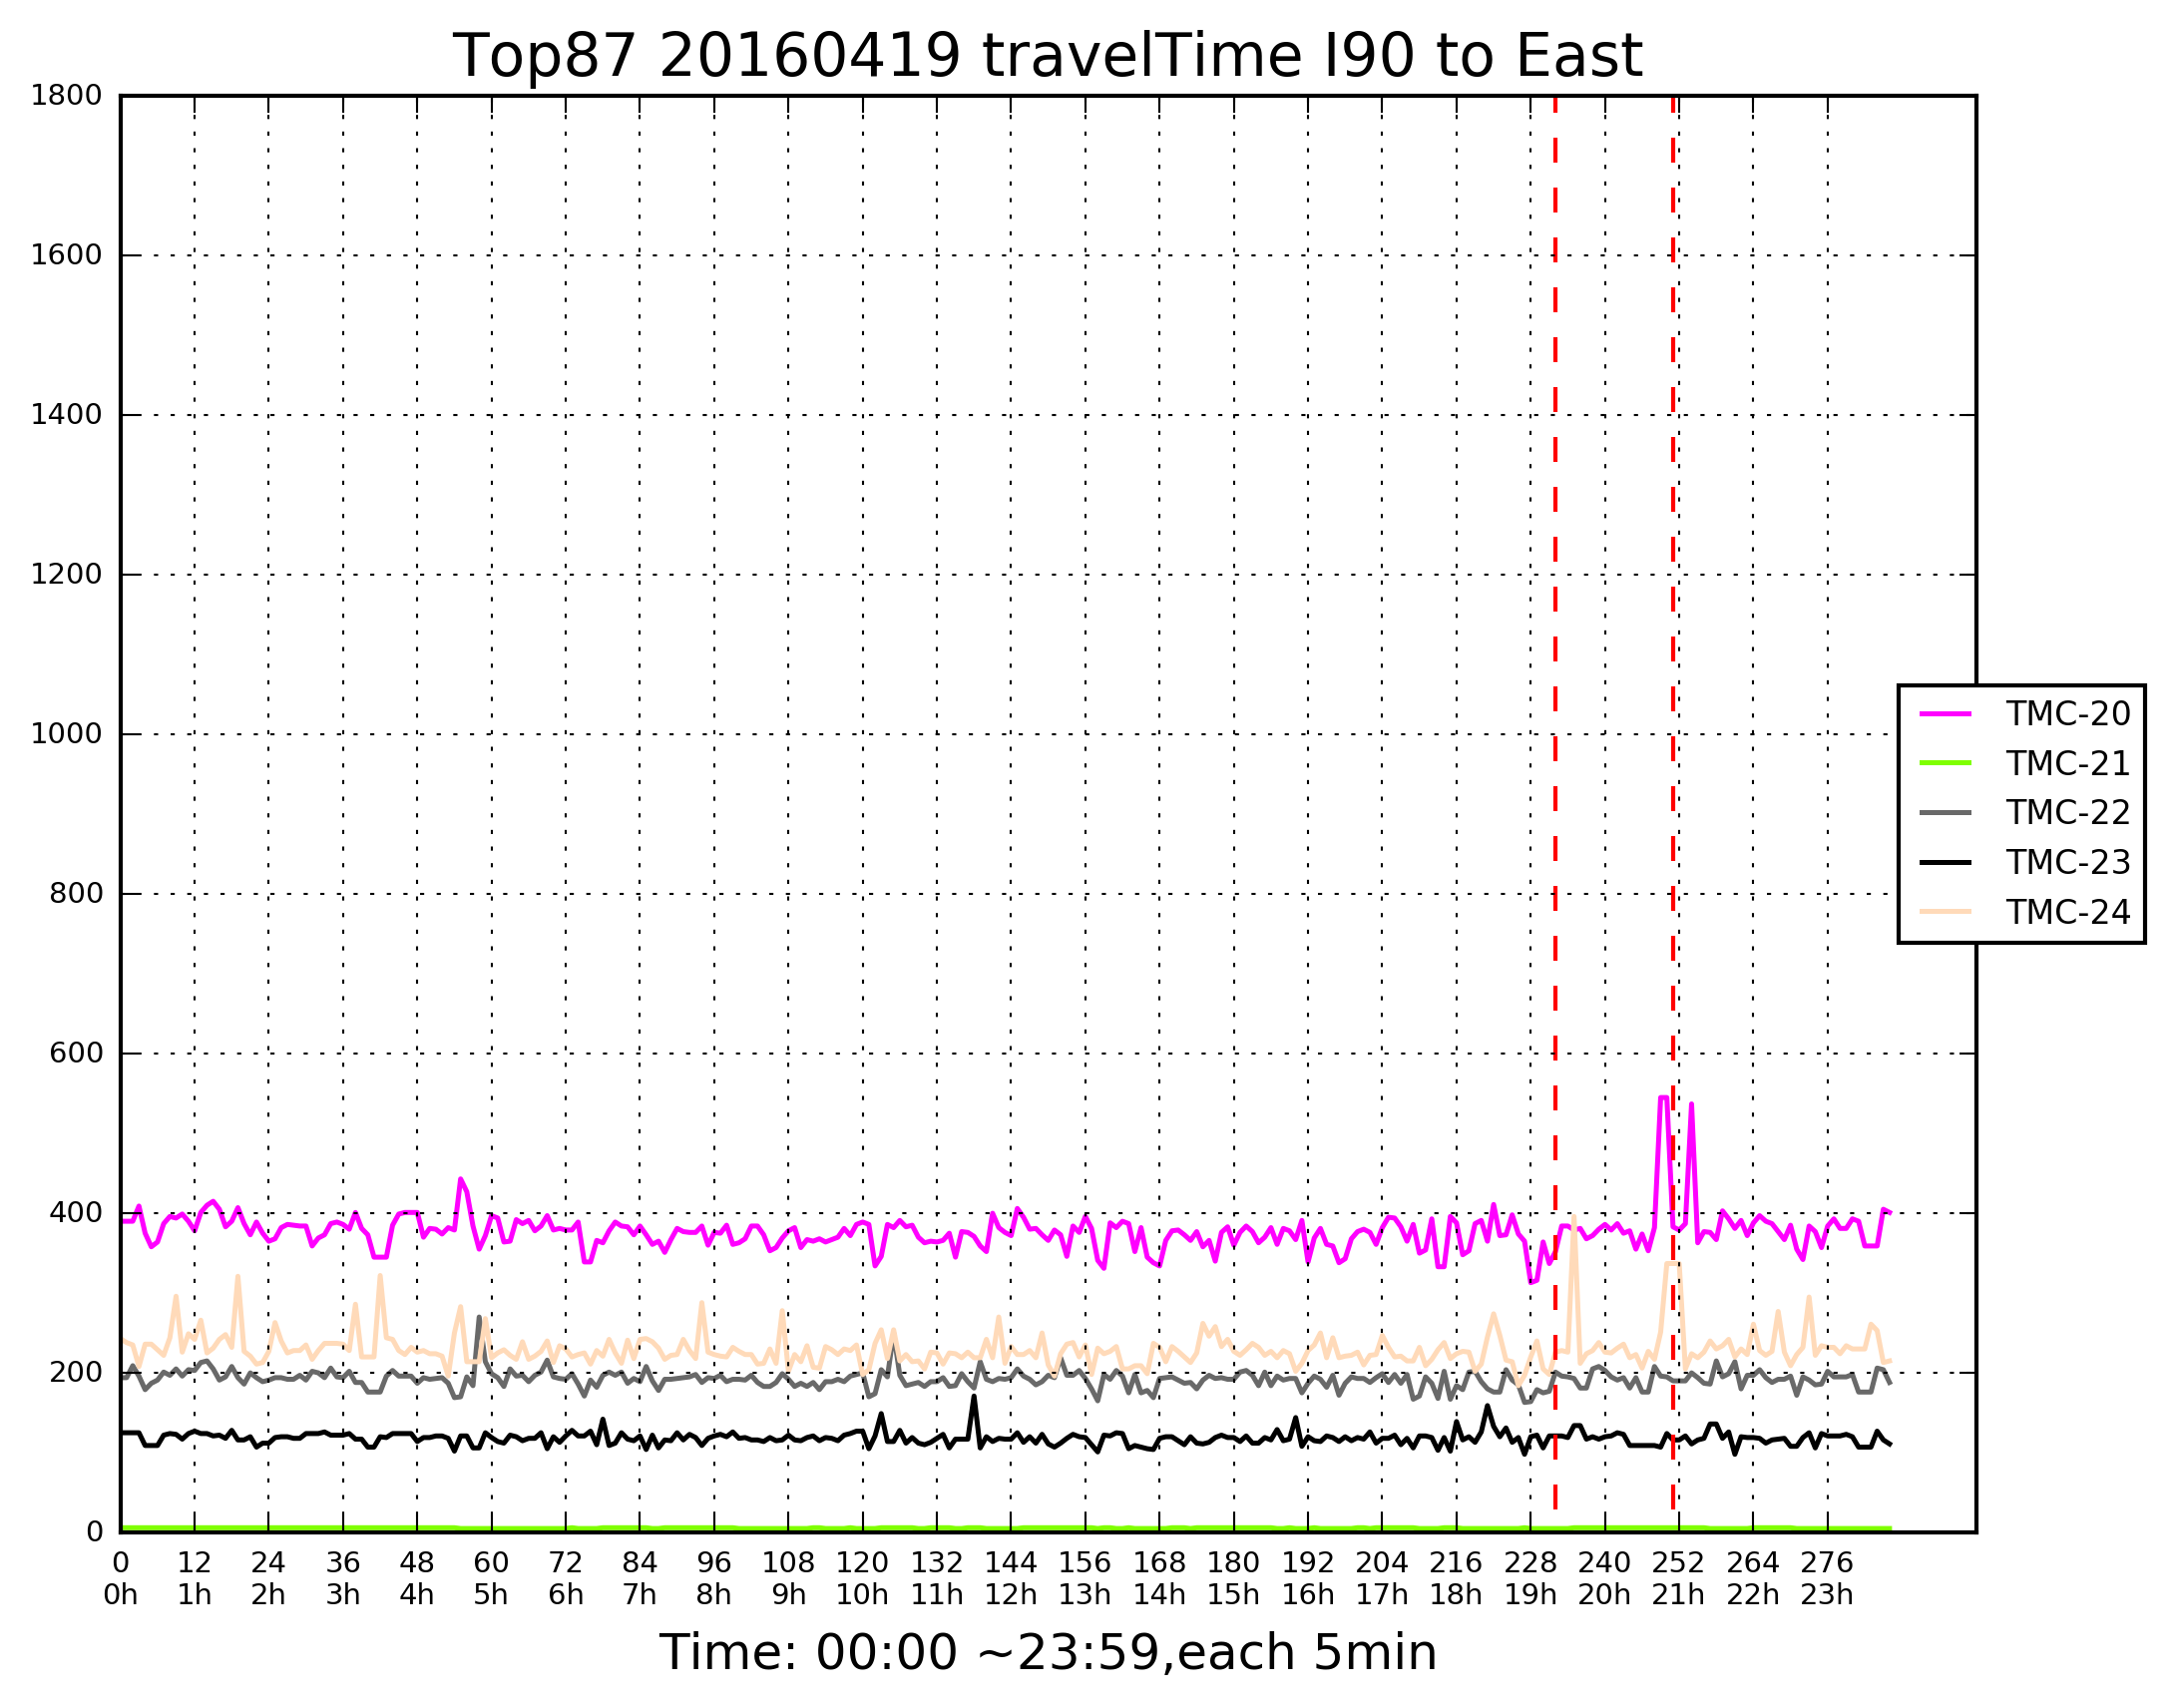 Top87 20160419 travelTime I90 to East
1800
1600
1400
1200
1000
800
600
400
200
0
TMC-20
TMC-21
TMC-22
TMC-23
TMC-24
0 12 24 36 48 60 72 84 96 108 120 132 144 156 168 180 192 204 216 228 240 252 264 276
0h 1h 2h 3h 4h 5h 6h 7h 8h 9h 10h 11h 12h 13h 14h 15h 16h 17h 18h 19h 20h 21h 22h 23h
Time: 00:00 ~23:59,each 5min